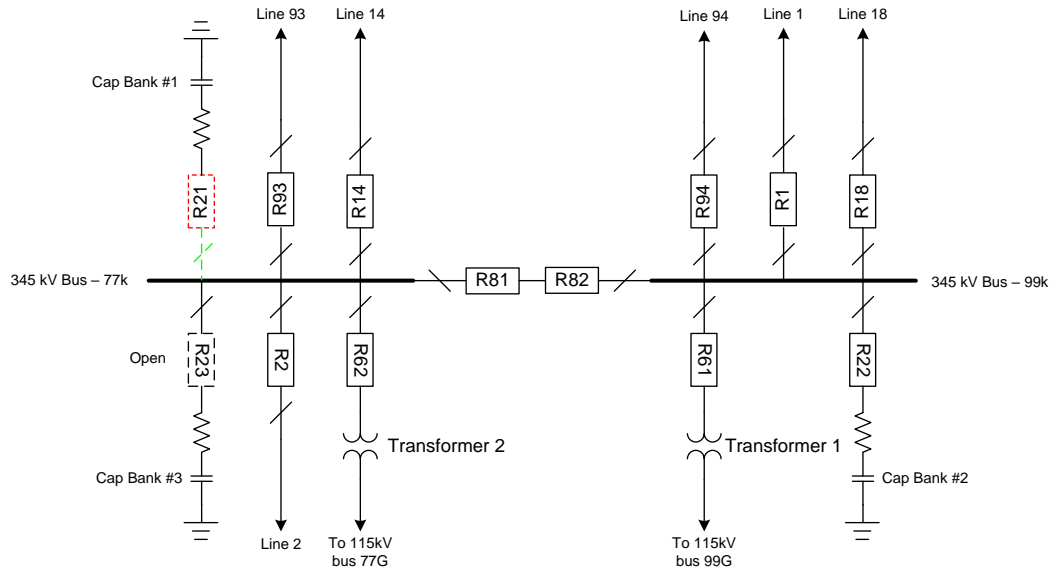 Line 93
Line 14
Line 94
Line 1
Line 18
Cap Bank #1
R21
R93
R14
R94
R1
R18
345 kV Bus – 77k
R81
R82
345 kV Bus – 99k
Open
R23
R2
R62
R61
R22
Transformer 2
Transformer 1
Cap Bank #3
Cap Bank #2
Line 2
To 115kV
bus 77G
To 115kV
bus 99G